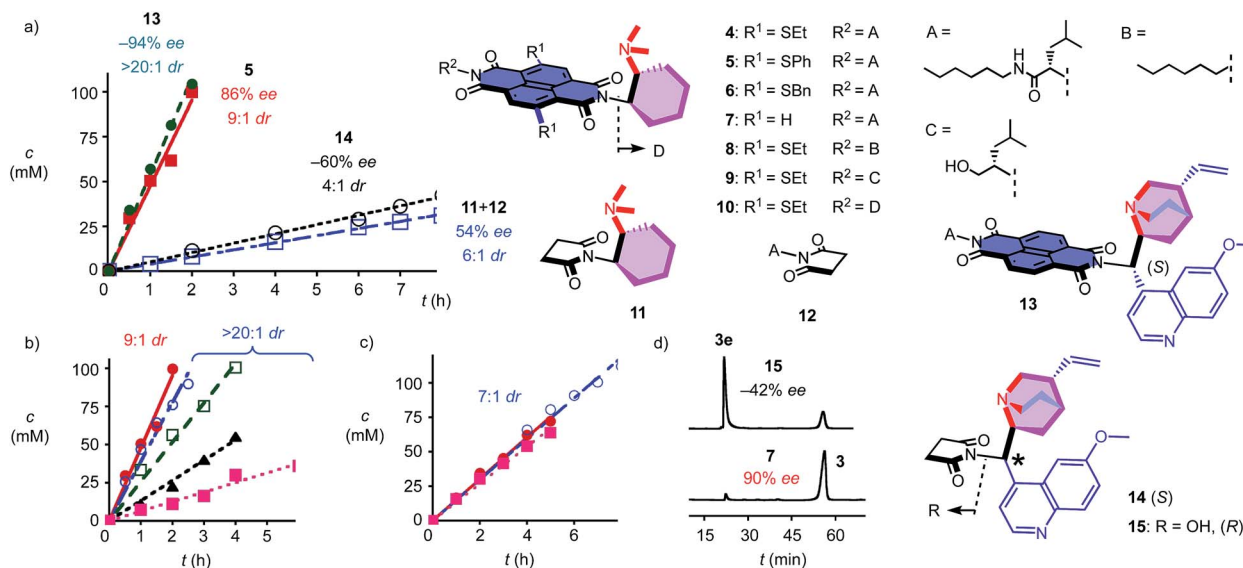 a)
13
–94% ee
>20:1 dr
5
86% ee
9:1 dr
14
–60% ee
4:1 dr
11+12
54% ee
6:1 dr
c
(mM)
100
75
50
25
0
0 1 2 3 4 5 6 7
t (h)
R¹
R²
N
O
O
O
O
N
N
R¹
D
O
N
O
N
11
4: R¹ = SEt R² = A
5: R¹ = SPh R² = A
6: R¹ = SBn R² = A
7: R¹ = H R² = A
8: R¹ = SEt R² = B
9: R¹ = SEt R² = C
10: R¹ = SEt R² = D
A
N
O
O
12
A =
H
N
O
B =
C =
HO
A
N
O
O
O
O
N
N
(S)
O
N
13
b)
9:1 dr
>20:1 dr
c
(mM)
100
75
50
25
0
1 2 3 4 5
t (h)
c)
7:1 dr
100
75
50
25
0
0 2 4 6
t (h)
d)
3e
15
–42% ee
7
90% ee
3
15 30 45 60
t (min)
N
O
N
O
*
R
O
N
14 (S)
15: R = OH, (R)